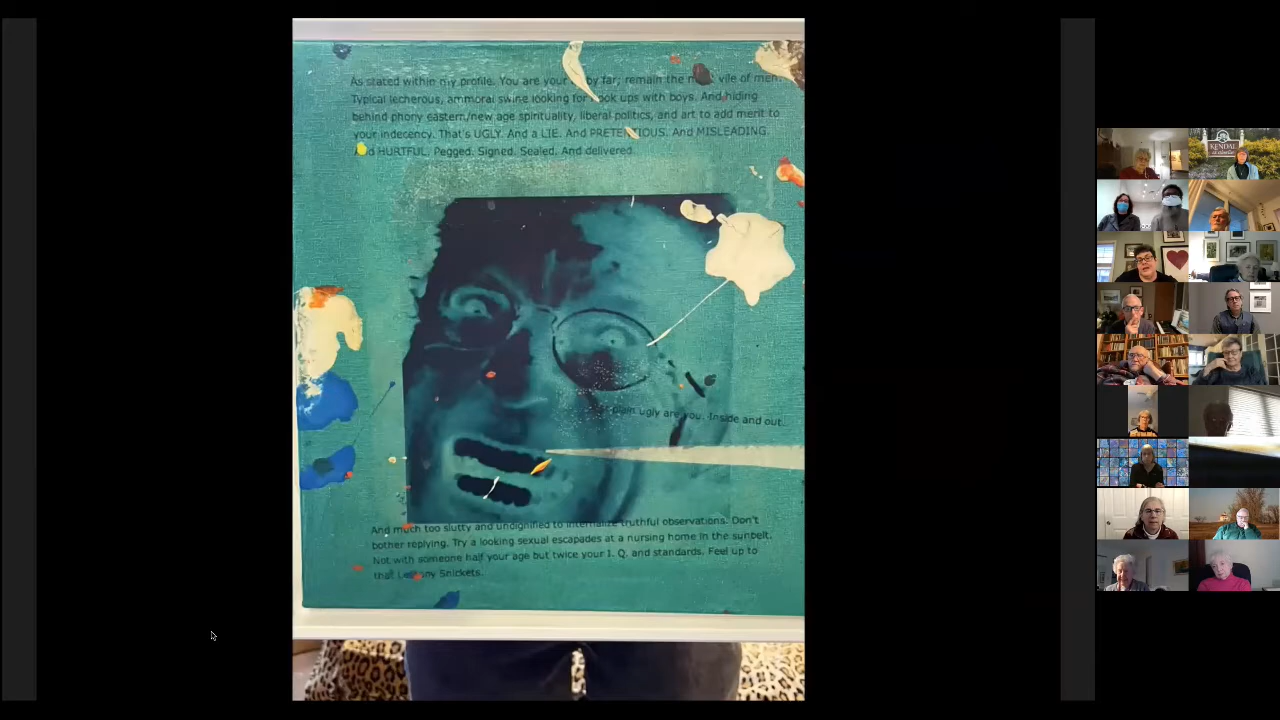 As stated within my profile. You are your by far; remain the vile of men.
Typical lecherous, ammoral swine looking for ook ups with boys. And hiding
behind phony eastern/new age spirituality, liberal politics, and art to add merit to
your indecency. That's UGLY. And a LIE. And PRETENTIOUS. And MISLEADING.
And HURTFUL. Pegged. Signed. Sealed. And delivered.
plain ugly are you. Inside and out.
And much too slutty and undignified to internalize truthful observations. Don't
bother replying. Try a looking sexual escapades at a nursing home in the sunbelt.
Not with someone half your age but twice your I. Q. and standards. Feel up to
that Snickets.
KENDAL